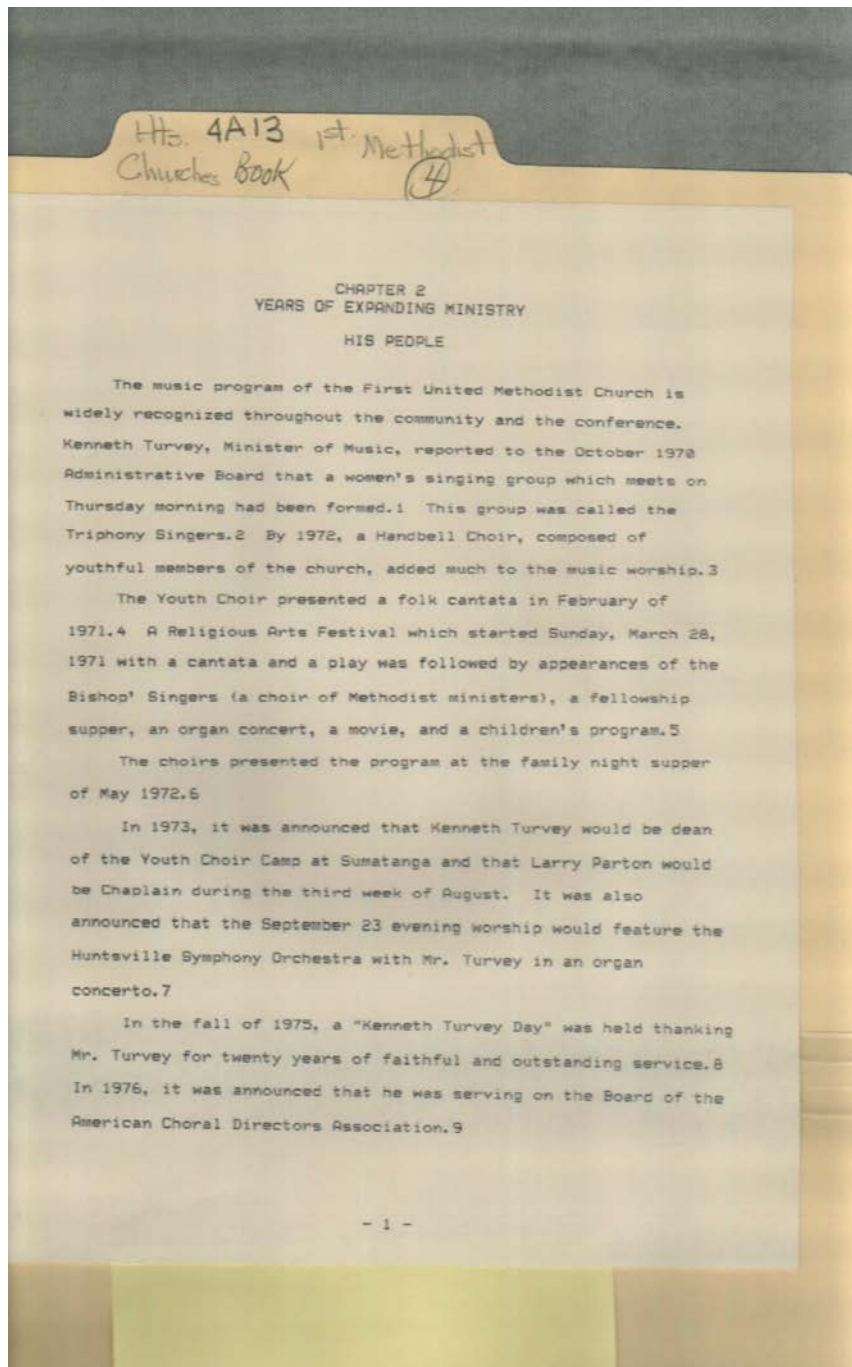 Hts. 4A13 1st. Methodist
Churches Book 4
CHAPTER 2
YEARS OF EXPANDING MINISTRY
HIS PEOPLE
The music program of the First United Methodist Church is
widely recognized throughout the community and the conference.
Kenneth Turvey, Minister of Music, reported to the October 1970
Administrative Board that a women's singing group which meets on
Thursday morning had been formed.1 This group was called the
Triphony Singers.2 By 1972, a Handbell Choir, composed of
youthful members of the church, added much to the music worship.3
The Youth Choir presented a folk cantata in February of
1971.4 A Religious Arts Festival which started Sunday, March 28,
1971 with a cantata and a play was followed by appearances of the
Bishop' Singers (a choir of Methodist ministers), a fellowship
supper, an organ concert, a movie, and a children's program.5
The choirs presented the program at the family night supper
of May 1972.6
In 1973, it was announced that Kenneth Turvey would be dean
of the Youth Choir Camp at Sumatanga and that Larry Parton would
be Chaplain during the third week of August. It was also
announced that the September 23 evening worship would feature the
Huntsville Symphony Orchestra with Mr. Turvey in an organ
concerto.7
In the fall of 1975, a "Kenneth Turvey Day" was held thanking
Mr. Turvey for twenty years of faithful and outstanding service.8
In 1976, it was announced that he was serving on the Board of the
American Choral Directors Association.9
- 1 -